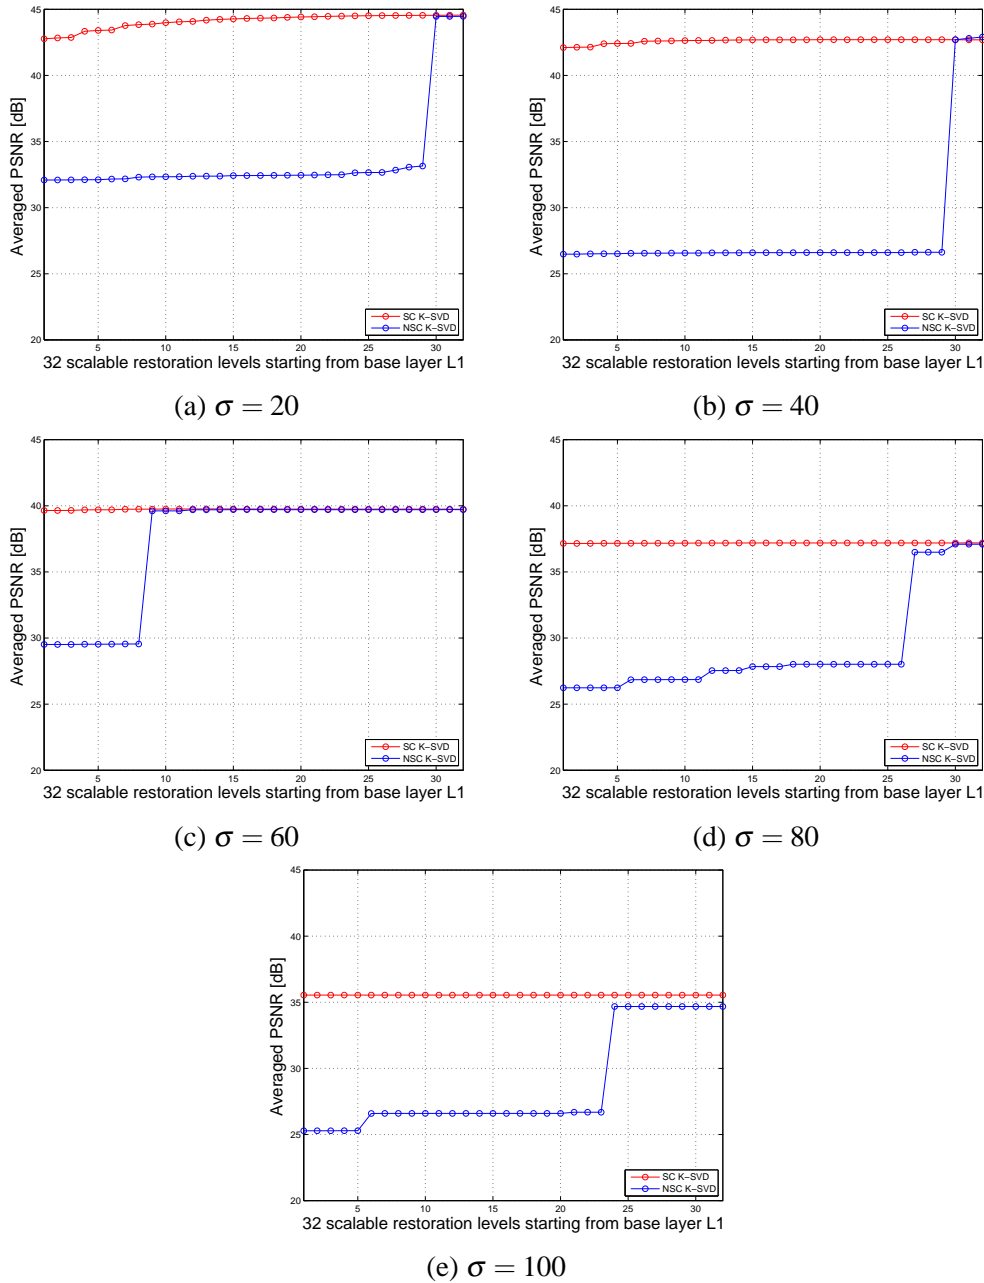 45
40
35
30
25
20
Averaged PSNR [dB]
5 10 15 20 25 30
SC K−SVD
NSC K−SVD
32 scalable restoration levels starting from base layer L1
(a) σ = 20
45
40
35
30
25
20
Averaged PSNR [dB]
5 10 15 20 25 30
SC K−SVD
NSC K−SVD
32 scalable restoration levels starting from base layer L1
(b) σ = 40
45
40
35
30
25
20
Averaged PSNR [dB]
5 10 15 20 25 30
SC K−SVD
NSC K−SVD
32 scalable restoration levels starting from base layer L1
(c) σ = 60
45
40
35
30
25
20
Averaged PSNR [dB]
5 10 15 20 25 30
SC K−SVD
NSC K−SVD
32 scalable restoration levels starting from base layer L1
(d) σ = 80
45
40
35
30
25
20
Averaged PSNR [dB]
5 10 15 20 25 30
SC K−SVD
NSC K−SVD
32 scalable restoration levels starting from base layer L1
(e) σ = 100